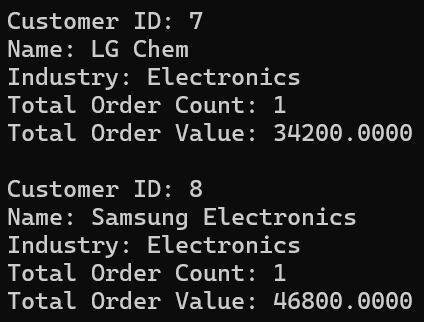 Customer ID: 7
Name: LG Chem
Industry: Electronics
Total Order Count: 1
Total Order Value: 34200.0000
Customer ID: 8
Name: Samsung Electronics
Industry: Electronics
Total Order Count: 1
Total Order Value: 46800.0000